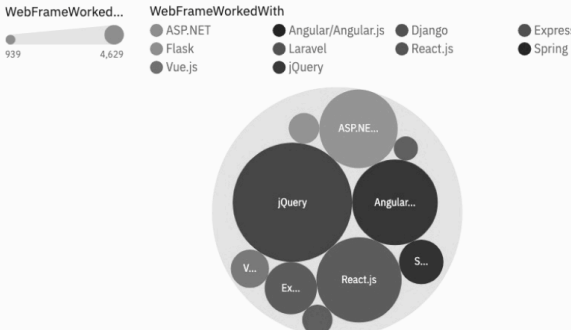 WebFrameWorked...
939
4,629
WebFrameWorkedWith
ASP.NET
Angular/Angular.js
Django
Express
Flask
Laravel
React.js
Spring
Vue.js
jQuery
ASP.NE...
jQuery
Angular...
V...
Ex...
React.js
S...